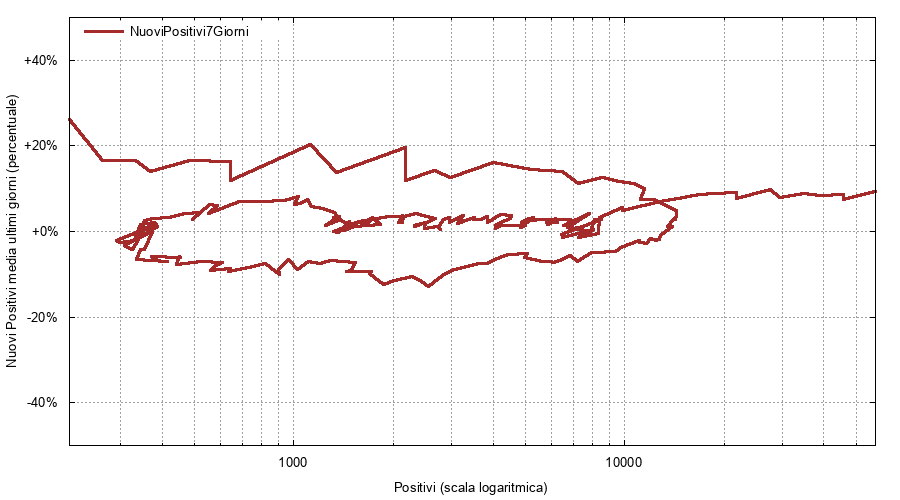 NuoviPositivi7Giorni
+40%
+20%
+0%
-20%
-40%
Nuovi Positivi media ultimi giorni (percentuale)
1000
10000
Positivi (scala logaritmica)